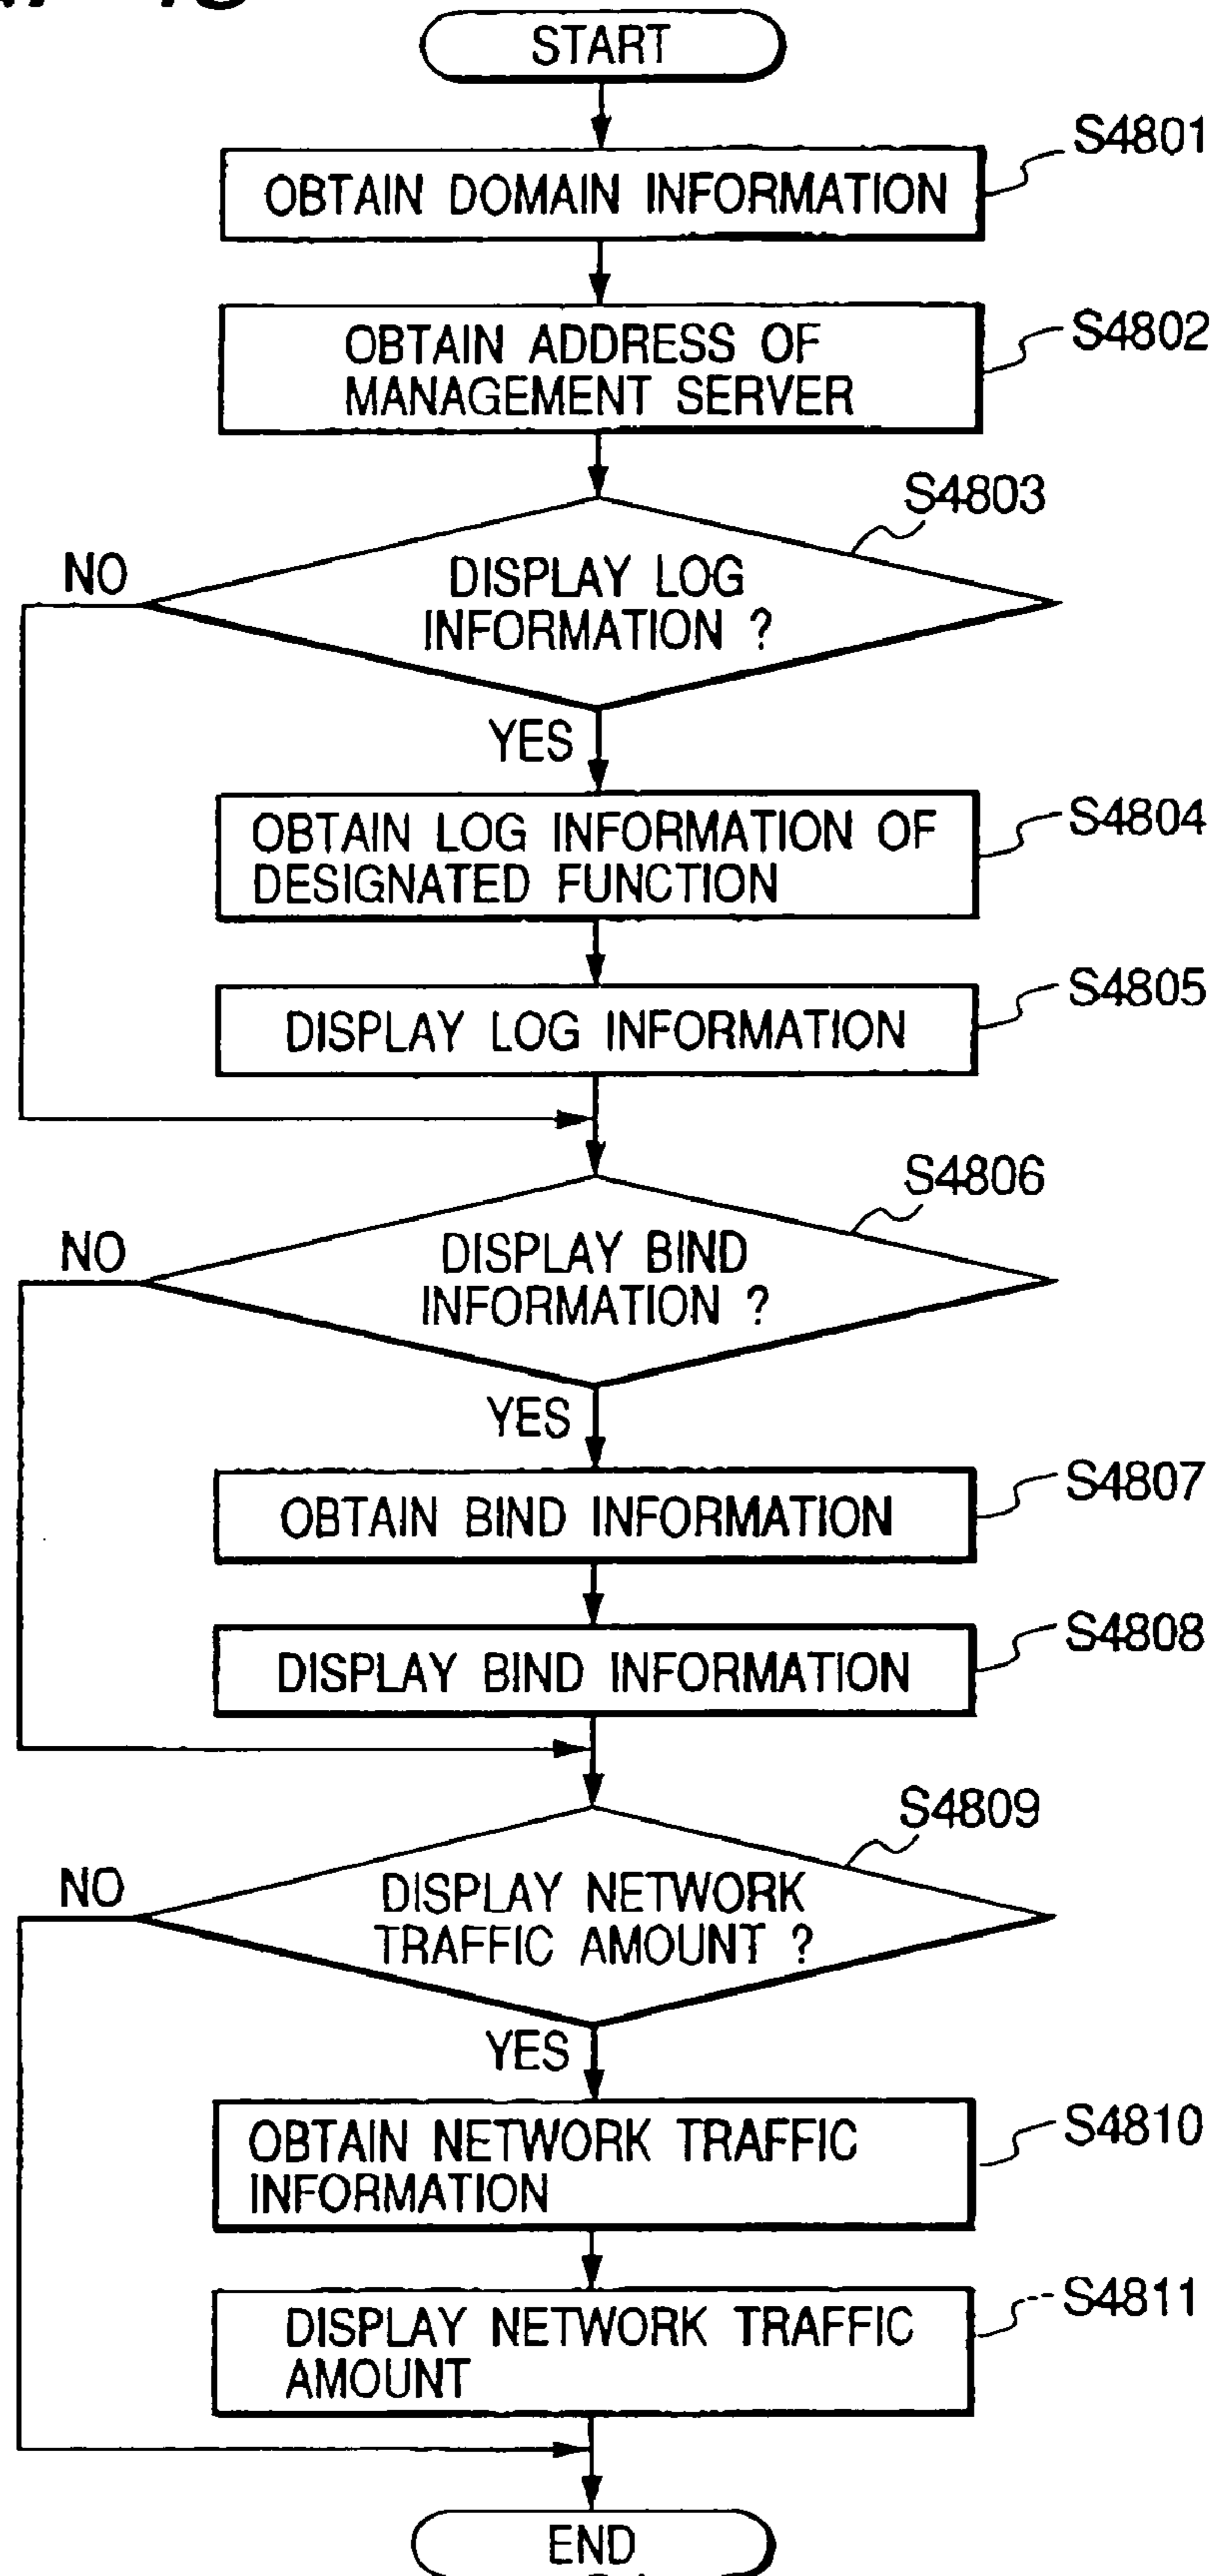 START
S4801
OBTAIN DOMAIN INFORMATION
S4802
OBTAIN ADDRESS OF
MANAGEMENT SERVER
S4803
NO
DISPLAY LOG
INFORMATION ?
YES
S4804
OBTAIN LOG INFORMATION OF
DESIGNATED FUNCTION
S4805
DISPLAY LOG INFORMATION
S4806
NO
DISPLAY BIND
INFORMATION ?
YES
S4807
OBTAIN BIND INFORMATION
S4808
DISPLAY BIND INFORMATION
S4809
NO
DISPLAY NETWORK
TRAFFIC AMOUNT ?
YES
S4810
OBTAIN NETWORK TRAFFIC
INFORMATION
S4811
DISPLAY NETWORK TRAFFIC
AMOUNT
END